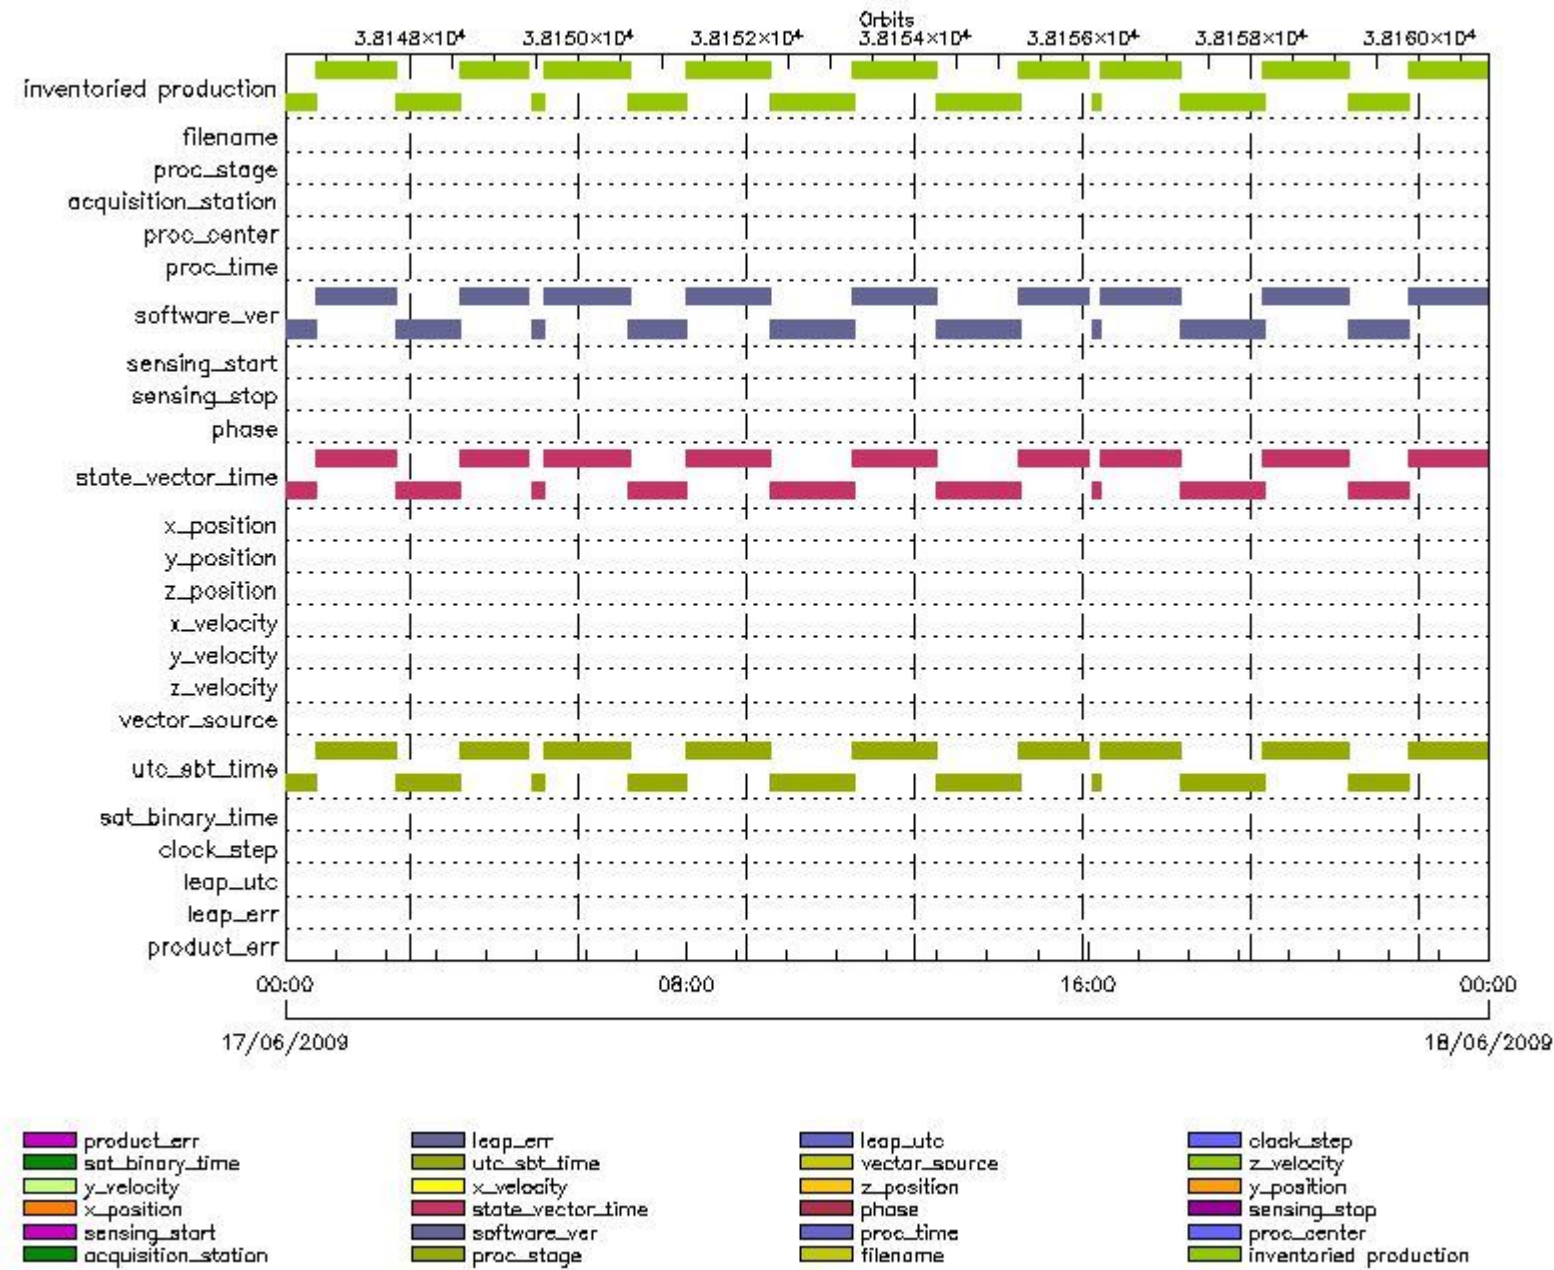 Orbits
3.8148×10⁴ 3.8150×10⁴ 3.8152×10⁴ 3.8154×10⁴ 3.8156×10⁴ 3.8158×10⁴ 3.8160×10⁴
inventoried production
filename
proc_stage
acquisition_station
proc_center
proc_time
software_ver
sensing_start
sensing_stop
phase
state_vector_time
x_position
y_position
z_position
x_velocity
y_velocity
z_velocity
vector_source
utc_sbt_time
sat_binary_time
clock_step
leap_utc
leap_err
product_err
00:00 08:00 16:00 00:00
17/06/2009 18/06/2009
product_err leap_err leap_utc clock_step
sat_binary_time utc_sbt_time vector_source z_velocity
y_velocity x_velocity z_position y_position
x_position state_vector_time phase sensing_stop
sensing_start software_ver proc_time proc_center
acquisition_station proc_stage filename inventoried production